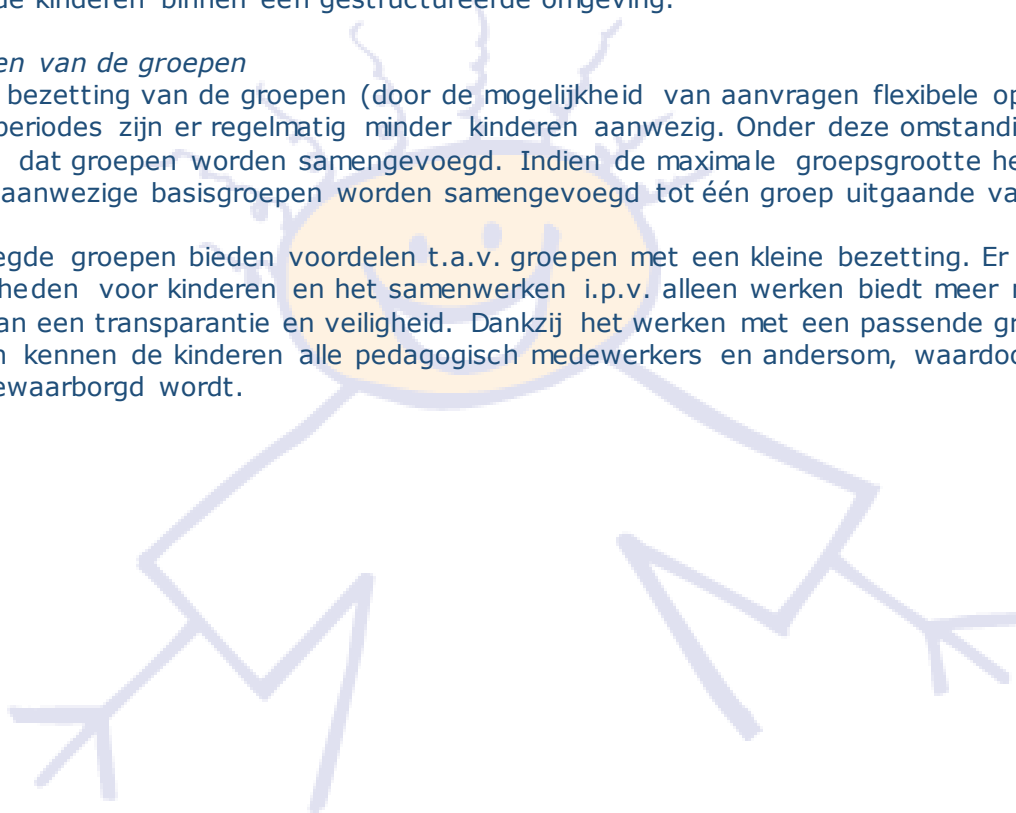 de kinderen binnen een gestructureerde omgeving.
en van de groepen
bezetting van de groepen (door de mogelijkheid van aanvragen flexibele op
periodes zijn er regelmatig minder kinderen aanwezig. Onder deze omstandi
dat groepen worden samengevoegd. Indien de maximale groepsgrootte he
aanwezige basisgroepen worden samengevoegd tot één groep uitgaande va
egde groepen bieden voordelen t.a.v. groepen met een kleine bezetting. Er
heden voor kinderen en het samenwerken i.p.v. alleen werken biedt meer
an een transparantie en veiligheid. Dankzij het werken met een passende gr
n kennen de kinderen alle pedagogisch medewerkers en andersom, waardoo
ewaarborgd wordt.